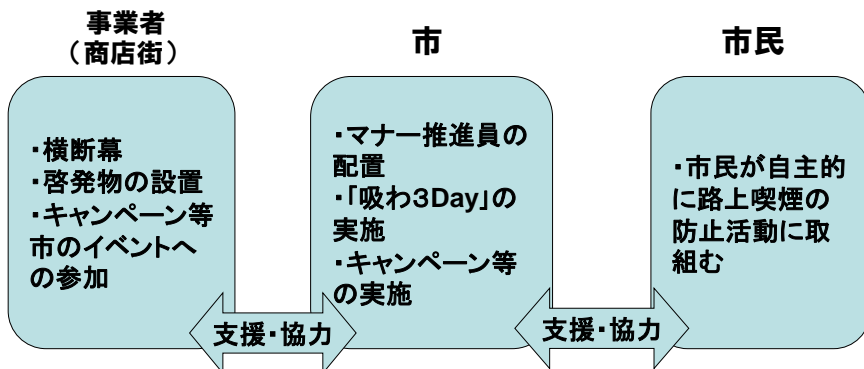 事業者
（商店街）
・横断幕
・啓発物の設置
・キャンペーン等
市のイベントへ
の参加
市
・マナー推進員の
配置
・「吸わ3Day」の
実施
・キャンペーン等
の実施
市民
・市民が自主的
に路上喫煙の
防止活動に取
組む
支援・協力
支援・協力